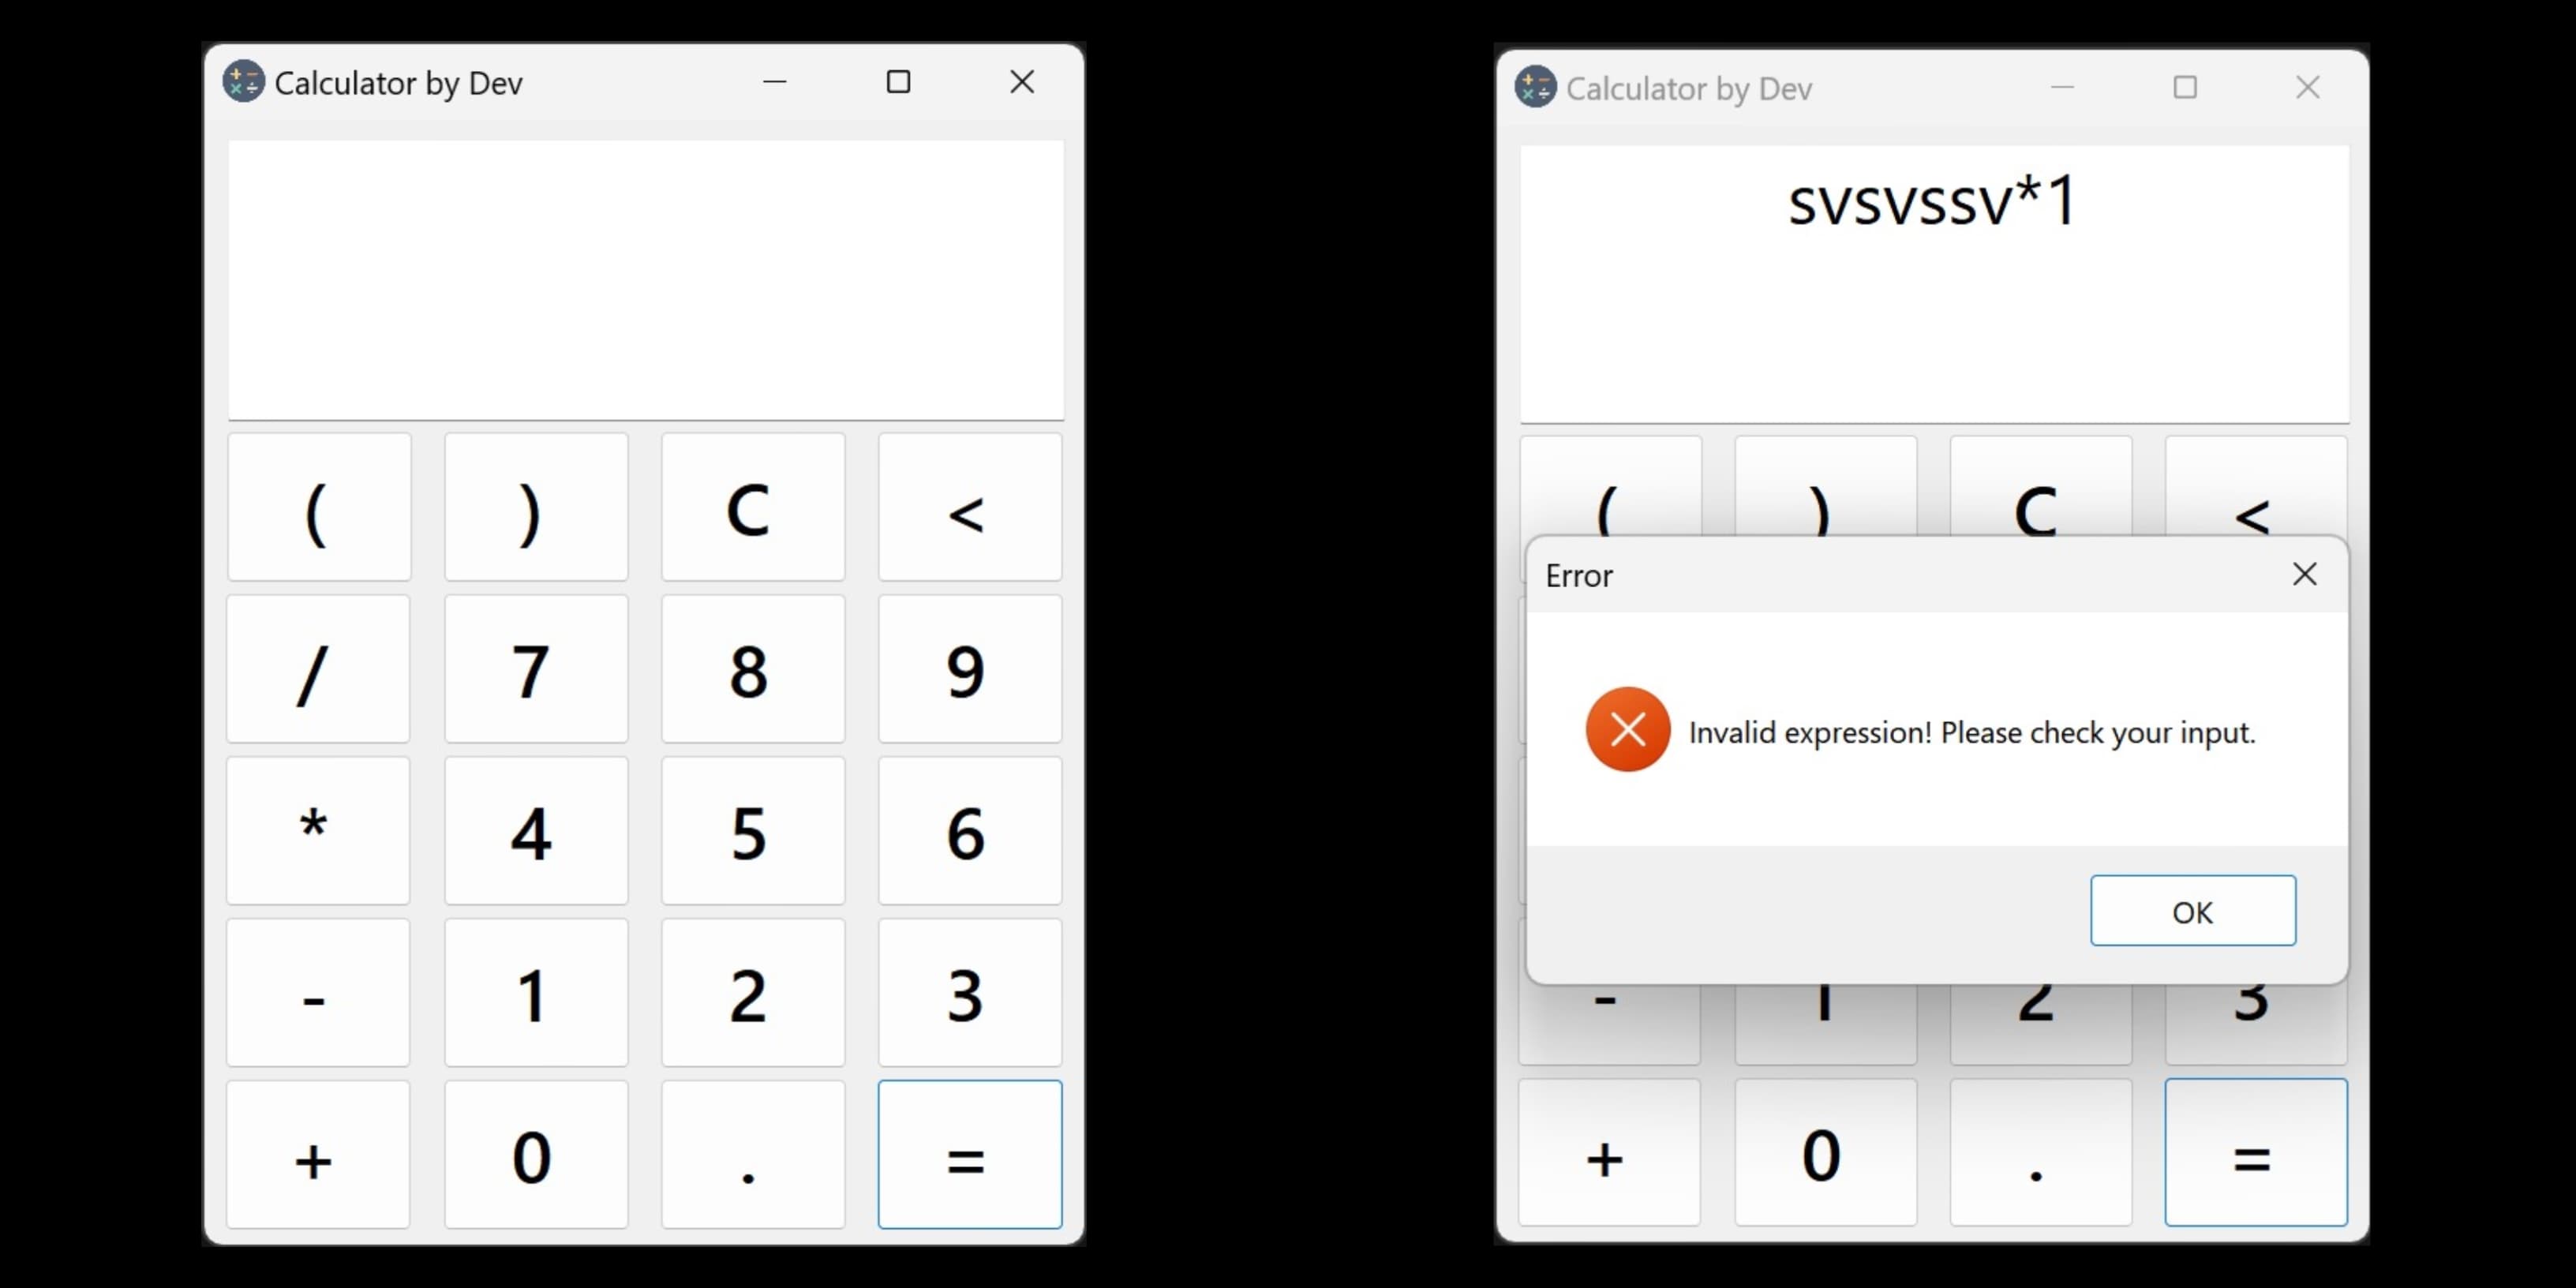 Calculator by Dev
( ) C <
/ 7 8 9
* 4 5 6
- 1 2 3
+ 0 . =
Calculator by Dev
svsvssv*1
( ) C <
Error
Invalid expression! Please check your input.
OK
- 1 2 3
+ 0 . =